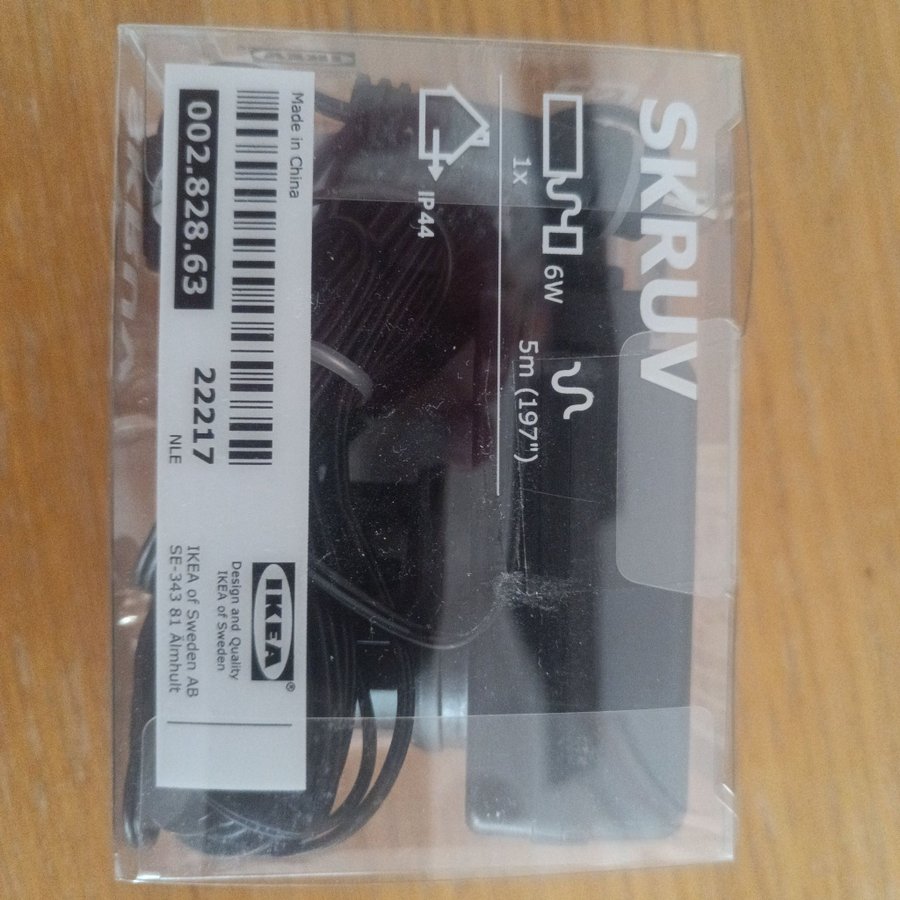 SKRUV
1x
6W
5m (197")
IP44
Made in China
002.828.63
22217
NLE
IKEA®
Design and Quality
IKEA of Sweden
IKEA of Sweden AB
SE-343 81 Älmhult
IKEA